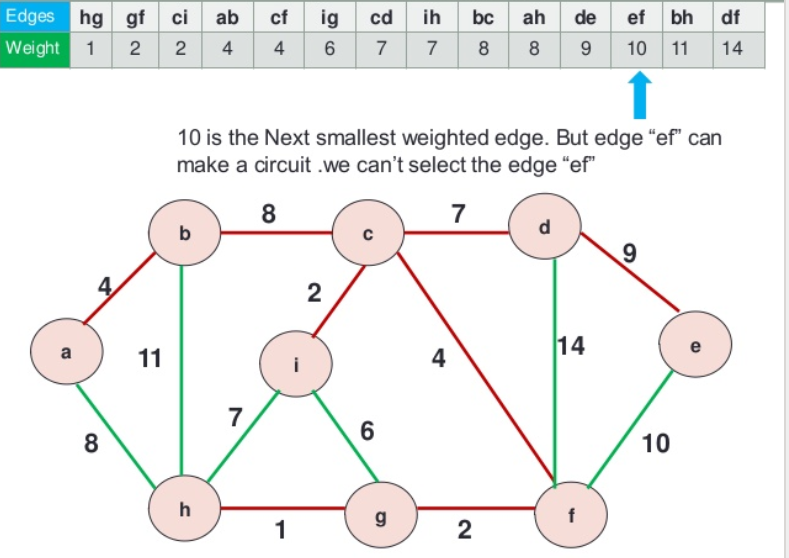 Edges hg gf ci ab cf ig cd ih bc ah de ef bh df
Weight 1 2 2 4 4 6 7 7 8 8 9 10 11 14
10 is the Next smallest weighted edge. But edge “ef” can
make a circuit .we can’t select the edge “ef”
8 7
b c d
9
4 2
a 11 i 4 14 e
8 7 6 10
h g f
1 2